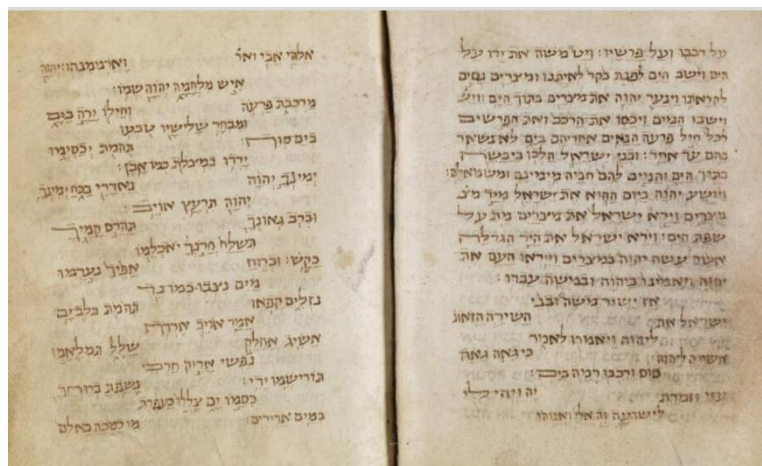 על רכבו ועל פרשיו: ויט משה את ידו על
הים וישב הים לפנת בקר לאיתנו ומצרים נסים
לקראתו וינער יהוה את מצרים בתוך הים: ויש
וישבו המים ויכסו את הרכב ואת הפרשים
לכל חיל פרעה הבאים אחריהם בים לא נשאר
בהם עד אחד: ובני ישראל הלכו ביבשה
בתוך הים והמים להם חמה מימינם ומשמאלם:
ויושע יהוה ביום ההוא את ישראל מיד מצ
מצרים וירא ישראל את מצרים מת על
שפת הים: וירא ישראל את היד הגדלה
אשר עשה יהוה במצרים וייראו העם את
יהוה ויאמינו ביהוה ובמשה עבדו:
אז ישיר משה ובני
ישראל את השירה הזאת
ליהוה ויאמרו לאמר
אשירה ליהוה כי גאה גאה
סוס ורכבו רמה בים:
עזי וזמרת יה ויהי לי
לישועה זה אלי ואנוהו
אלהי אבי ואר וארממנהו: יהוה
איש מלחמה יהוה שמו:
מרכבת פרעה וחילו ירה בים
ומבחר שלישיו טבעו
בים סוף: תהמת יכסימו
ירדו במצולת כמו אבן:
ימינך יהוה נאדרי בכח ימינך
יהוה תרעץ אויב:
וברב גאונך תהרס קמיך
תשלח חרנך יאכלמו
כקש: וברוח אפיך נערמו
מים נצבו כמו נד
נזלים קפאו תהמת בלב ים
אמר אויב ארדף
אשיג אחלק שלל תמלאמו
נפשי אריק חרבי
תורישמו ידי: נשפת ברוחך
כסמו ים צללו כעופרת
במים אדירים: מי כמכה באלם